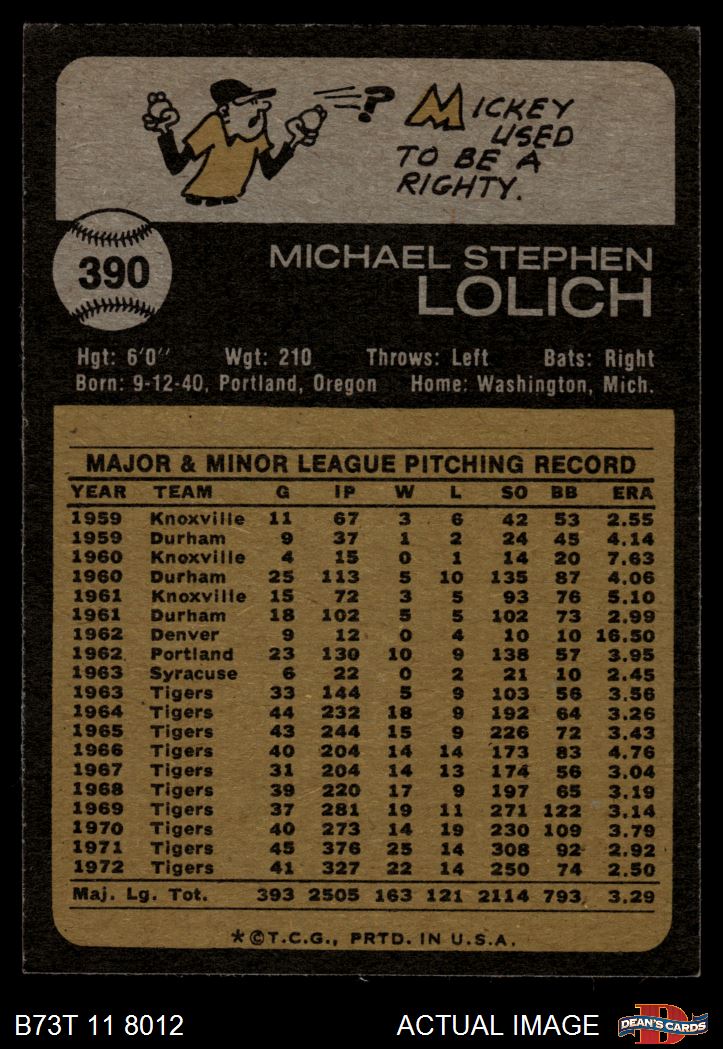 ?
MICKEY
USED
TO BE A
RIGHTY.
390
MICHAEL STEPHEN
LOLICH
Hgt: 6'0" Wgt: 210 Throws: Left Bats: Right
Born: 9-12-40, Portland, Oregon Home: Washington, Mich.
MAJOR & MINOR LEAGUE PITCHING RECORD
YEAR TEAM G IP W L SO BB ERA
1959 Knoxville 11 67 3 6 42 53 2.55
1959 Durham 9 37 1 2 24 45 4.14
1960 Knoxville 4 15 0 1 14 20 7.63
1960 Durham 25 113 5 10 135 87 4.06
1961 Knoxville 15 72 3 5 93 76 5.10
1961 Durham 18 102 5 5 102 73 2.99
1962 Denver 9 12 0 4 10 10 16.50
1962 Portland 23 130 10 9 138 57 3.95
1963 Syracuse 6 22 0 2 21 10 2.45
1963 Tigers 33 144 5 9 103 56 3.56
1964 Tigers 44 232 18 9 192 64 3.26
1965 Tigers 43 244 15 9 226 72 3.43
1966 Tigers 40 204 14 14 173 83 4.76
1967 Tigers 31 204 14 13 174 56 3.04
1968 Tigers 39 220 17 9 197 65 3.19
1969 Tigers 37 281 19 11 271 122 3.14
1970 Tigers 40 273 14 19 230 109 3.79
1971 Tigers 45 376 25 14 308 92 2.92
1972 Tigers 41 327 22 14 250 74 2.50
Maj. Lg. Tot. 393 2505 163 121 2114 793 3.29
*©T.C.G., PRTD. IN U.S.A.
B73T 11 8012 ACTUAL IMAGE D DEAN'S CARDS